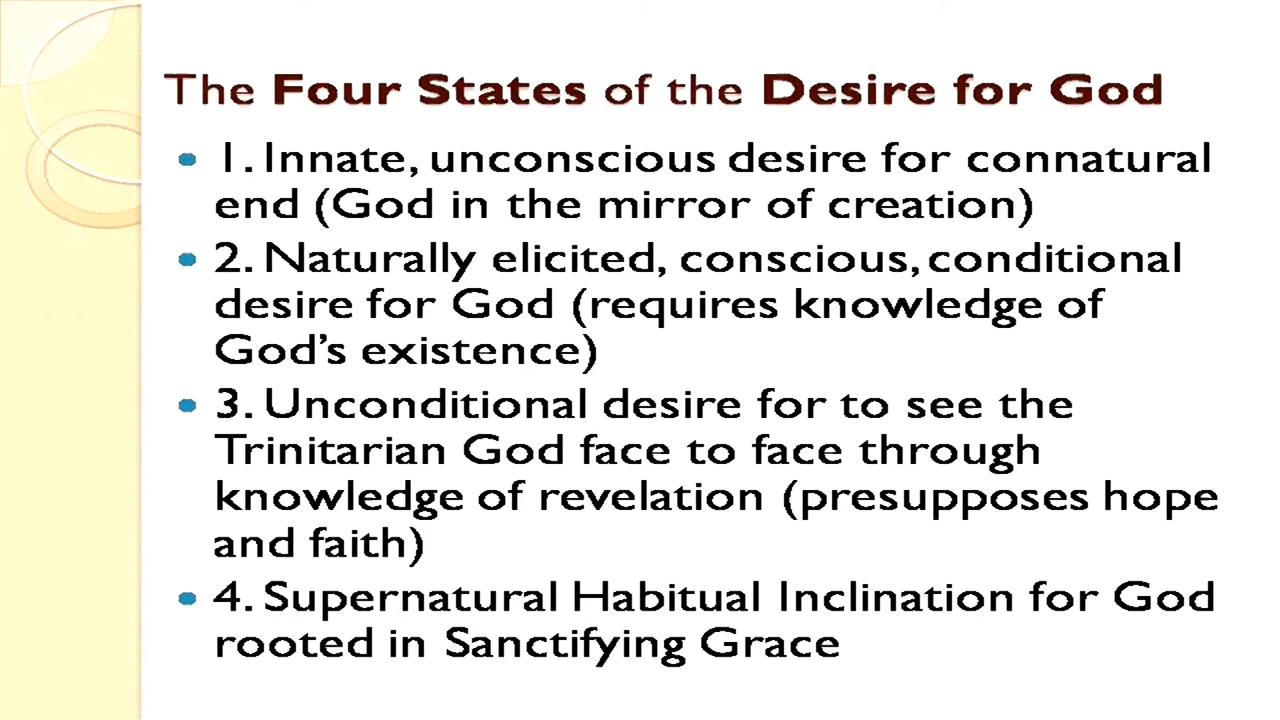 The Four States of the Desire for God
• 1. Innate, unconscious desire for connatural
end (God in the mirror of creation)
• 2. Naturally elicited, conscious, conditional
desire for God (requires knowledge of
God’s existence)
• 3. Unconditional desire for to see the
Trinitarian God face to face through
knowledge of revelation (presupposes hope
and faith)
• 4. Supernatural Habitual Inclination for God
rooted in Sanctifying Grace